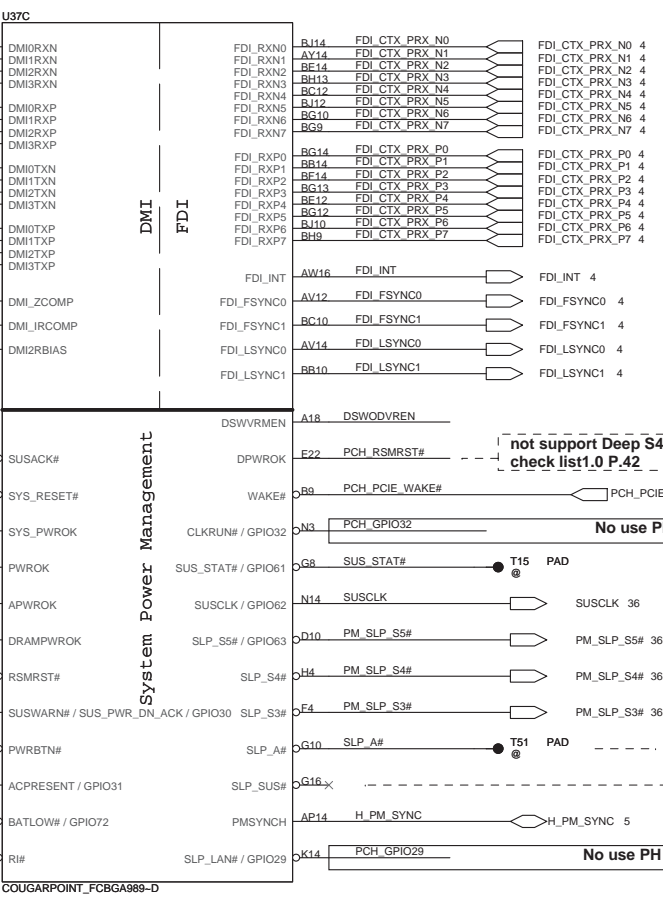 U37C
DMI0RXN
DMI1RXN
DMI2RXN
DMI3RXN
DMI0RXP
DMI1RXP
DMI2RXP
DMI3RXP
DMI0TXN
DMI1TXN
DMI2TXN
DMI3TXN
DMI0TXP
DMI1TXP
DMI2TXP
DMI3TXP
DMI_ZCOMP
DMI_IRCOMP
DMI2RBIAS
DMI
FDI
FDI_RXN0 BJ14 FDI_CTX_PRX_N0 FDI_CTX_PRX_N0 4
FDI_RXN1 AY14 FDI_CTX_PRX_N1 FDI_CTX_PRX_N1 4
FDI_RXN2 BE14 FDI_CTX_PRX_N2 FDI_CTX_PRX_N2 4
FDI_RXN3 BH13 FDI_CTX_PRX_N3 FDI_CTX_PRX_N3 4
FDI_RXN4 BC12 FDI_CTX_PRX_N4 FDI_CTX_PRX_N4 4
FDI_RXN5 BJ12 FDI_CTX_PRX_N5 FDI_CTX_PRX_N5 4
FDI_RXN6 BG10 FDI_CTX_PRX_N6 FDI_CTX_PRX_N6 4
FDI_RXN7 BG9 FDI_CTX_PRX_N7 FDI_CTX_PRX_N7 4
FDI_RXP0 BG14 FDI_CTX_PRX_P0 FDI_CTX_PRX_P0 4
FDI_RXP1 BB14 FDI_CTX_PRX_P1 FDI_CTX_PRX_P1 4
FDI_RXP2 BF14 FDI_CTX_PRX_P2 FDI_CTX_PRX_P2 4
FDI_RXP3 BG13 FDI_CTX_PRX_P3 FDI_CTX_PRX_P3 4
FDI_RXP4 BE12 FDI_CTX_PRX_P4 FDI_CTX_PRX_P4 4
FDI_RXP5 BG12 FDI_CTX_PRX_P5 FDI_CTX_PRX_P5 4
FDI_RXP6 BJ10 FDI_CTX_PRX_P6 FDI_CTX_PRX_P6 4
FDI_RXP7 BH9 FDI_CTX_PRX_P7 FDI_CTX_PRX_P7 4
FDI_INT AW16 FDI_INT FDI_INT 4
FDI_FSYNC0 AV12 FDI_FSYNC0 FDI_FSYNC0 4
FDI_FSYNC1 BC10 FDI_FSYNC1 FDI_FSYNC1 4
FDI_LSYNC0 AV14 FDI_LSYNC0 FDI_LSYNC0 4
FDI_LSYNC1 BB10 FDI_LSYNC1 FDI_LSYNC1 4
System Power Management
DSWVRMEN A18 DSWODVREN
not support Deep S4
check list1.0 P.42
SUSACK# DPWROK E22 PCH_RSMRST#
SYS_RESET# WAKE# B9 PCH_PCIE_WAKE# PCH_PCIE
SYS_PWROK CLKRUN# / GPIO32 N3 PCH_GPIO32 No use P
PWROK SUS_STAT# / GPIO61 G8 SUS_STAT# T15 PAD
@
APWROK SUSCLK / GPIO62 N14 SUSCLK SUSCLK 36
DRAMPWROK SLP_S5# / GPIO63 D10 PM_SLP_S5# PM_SLP_S5# 36
RSMRST# SLP_S4# H4 PM_SLP_S4# PM_SLP_S4# 36
SUSWARN# / SUS_PWR_DN_ACK / GPIO30 SLP_S3# F4 PM_SLP_S3# PM_SLP_S3# 36
PWRBTN# SLP_A# G10 SLP_A# T51 PAD
@
ACPRESENT / GPIO31 SLP_SUS# G16
BATLOW# / GPIO72 PMSYNCH AP14 H_PM_SYNC H_PM_SYNC 5
RI# SLP_LAN# / GPIO29 K14 PCH_GPIO29 No use PH
COUGARPOINT_FCBGA989~D